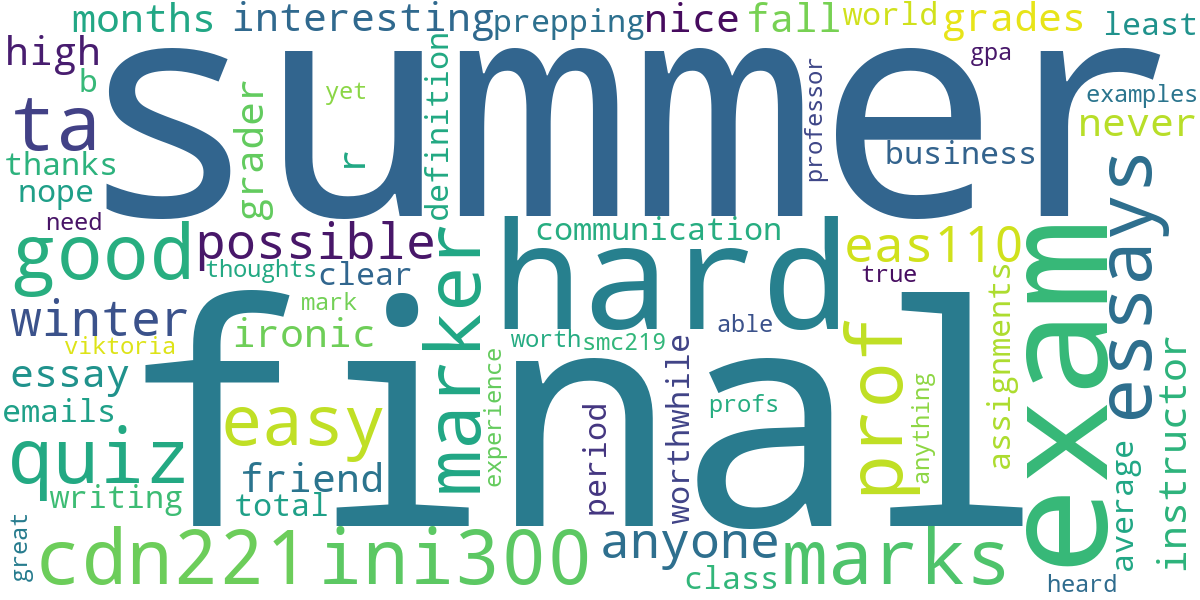 months
interesting
prepping
nice
fall
world
grades
least
high
summer
gpa
b
yet
grader
definition
professor
examples
ta
r
never
thanks
business
nope
essays
need
good
possible
communication
hard
eas110
exam
thoughts
clear
true
marker
winter
mark
ironic
able
prof
assignments
viktoria
worth
smc219
worthwhile
final
essay
experience
instructor
emails
easy
profs
anything
period
quiz
friend
average
writing
total
great
cdn221
ini300
anyone
marks
class
heard